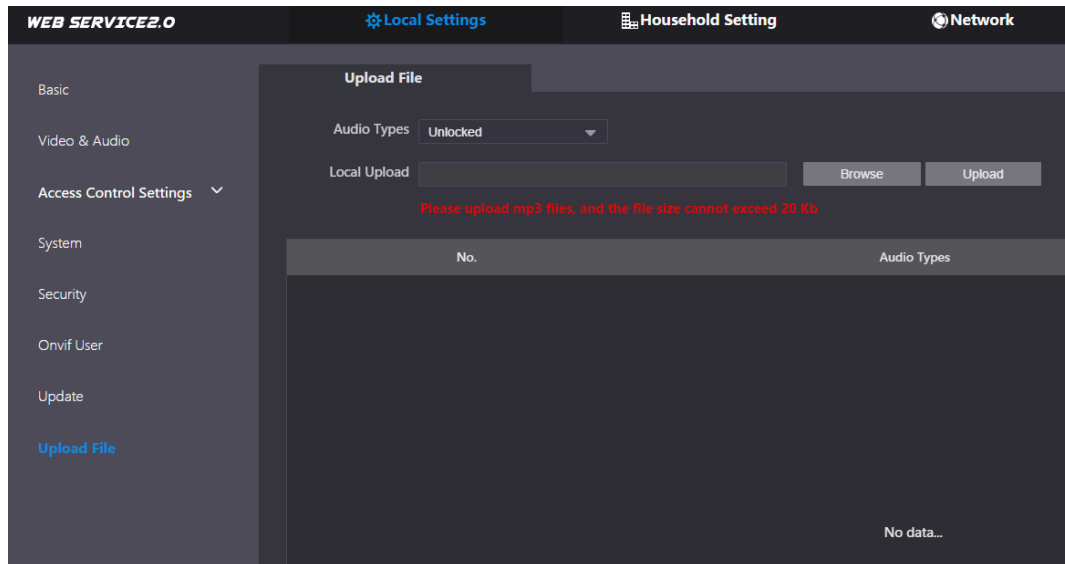 WEB SERVICE2.0 Local Settings Household Setting Network
Upload File
Basic
Audio Types Unlocked
Video & Audio
Local Upload Browse Upload
Access Control Settings
Please upload mp3 files, and the file size cannot exceed 20 Kb
System
No. Audio Types
Security
Onvif User
Update
Upload File
No data...